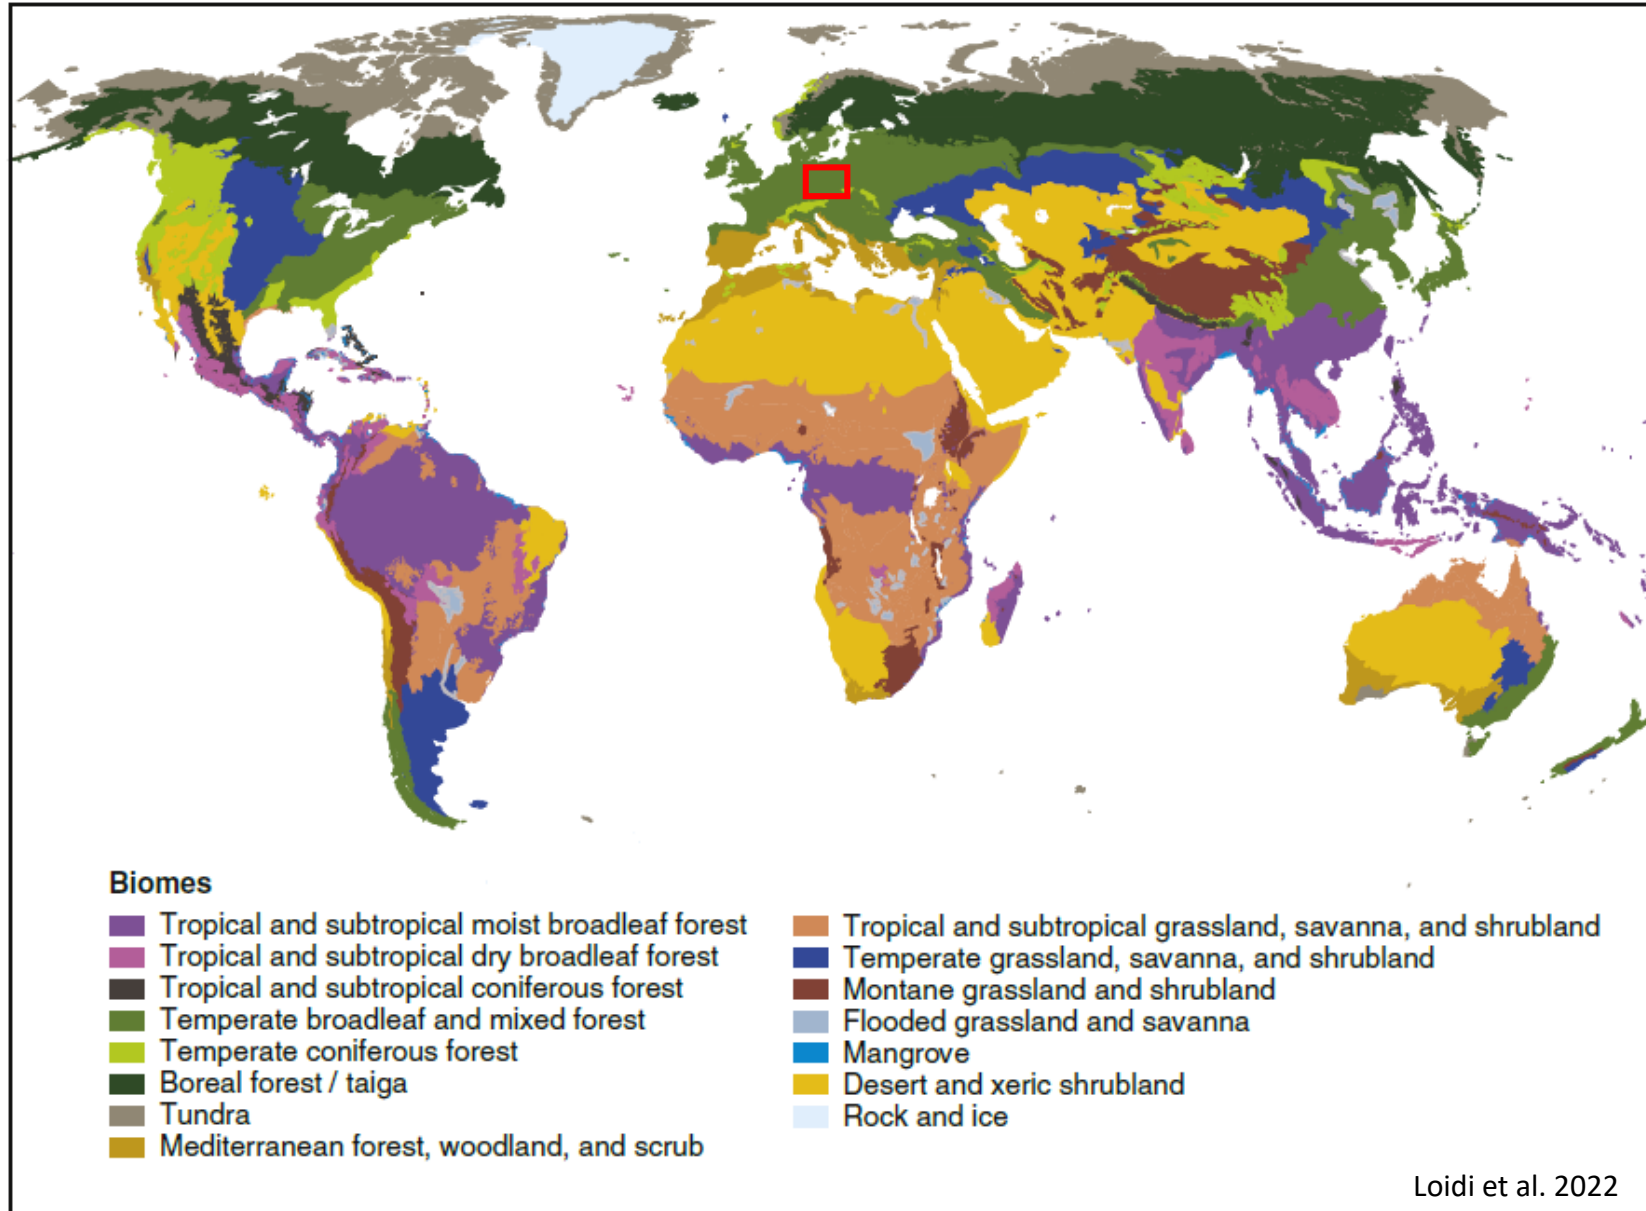 Biomes
Tropical and subtropical moist broadleaf forest
Tropical and subtropical dry broadleaf forest
Tropical and subtropical coniferous forest
Temperate broadleaf and mixed forest
Temperate coniferous forest
Boreal forest / taiga
Tundra
Mediterranean forest, woodland, and scrub
Tropical and subtropical grassland, savanna, and shrubland
Temperate grassland, savanna, and shrubland
Montane grassland and shrubland
Flooded grassland and savanna
Mangrove
Desert and xeric shrubland
Rock and ice
Loidi et al. 2022